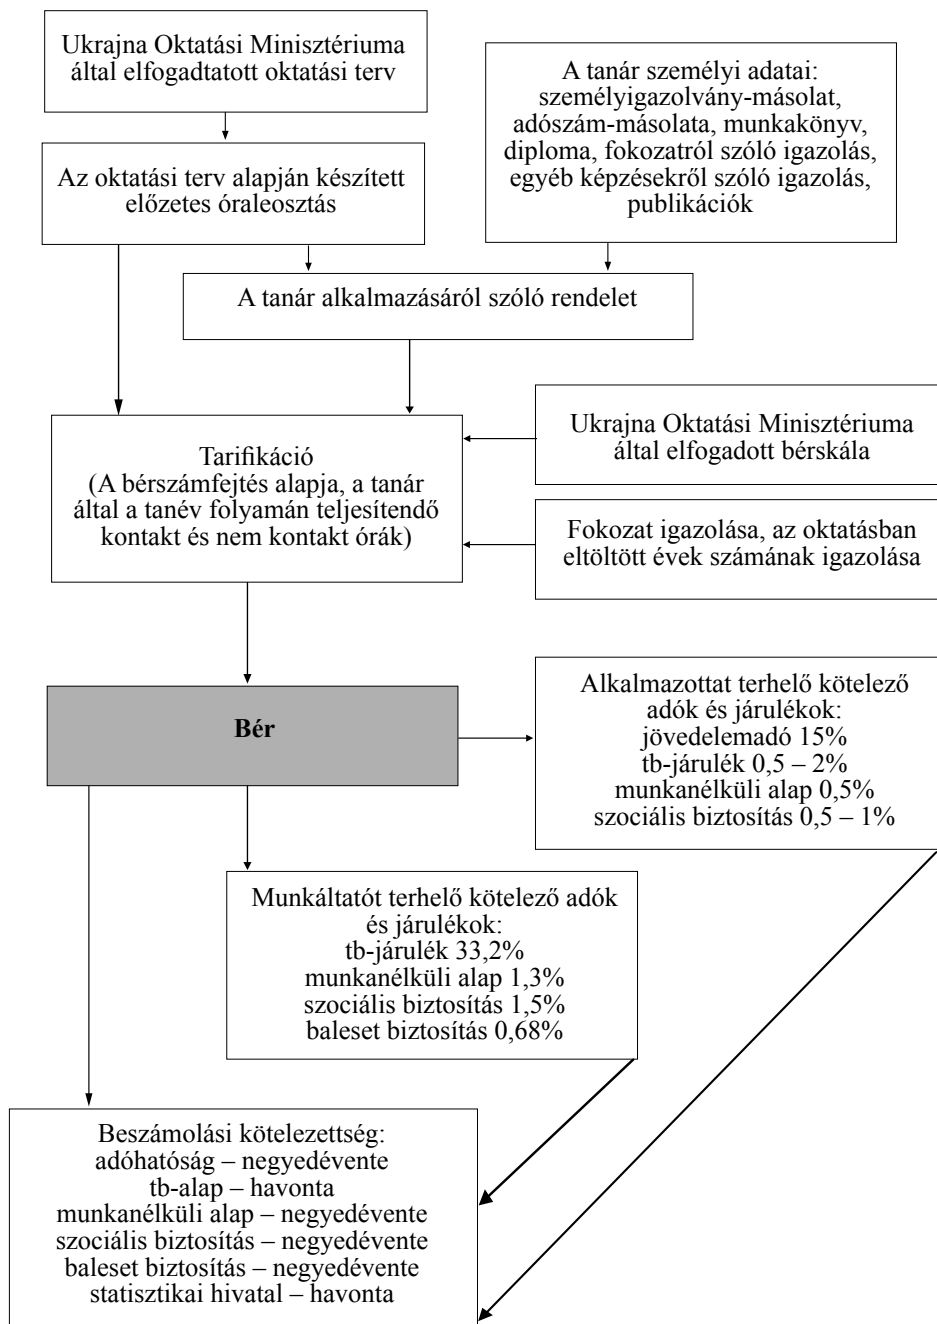 Ukrajna Oktatási Minisztériuma
által elfogadtatott oktatási terv
A tanár személyi adatai:
személyigazolvány-másolat,
adószám-másolata, munkakönyv,
diploma, fokozatról szóló igazolás,
egyéb képzésekről szóló igazolás,
publikációk
Az oktatási terv alapján készített
előzetes óraleosztás
A tanár alkalmazásáról szóló rendelet
Tarifikáció
(A bérszámfejtés alapja, a tanár
által a tanév folyamán teljesítendő
kontakt és nem kontakt órák)
Ukrajna Oktatási Minisztériuma
által elfogadott bérskála
Fokozat igazolása, az oktatásban
eltöltött évek számának igazolása
Bér
Alkalmazottat terhelő kötelező
adók és járulékok:
jövedelemadó 15%
tb-járulék 0,5 – 2%
munkanélküli alap 0,5%
szociális biztosítás 0,5 – 1%
Munkáltatót terhelő kötelező adók
és járulékok:
tb-járulék 33,2%
munkanélküli alap 1,3%
szociális biztosítás 1,5%
baleset biztosítás 0,68%
Beszámolási kötelezettség:
adóhatóság – negyedévente
tb-alap – havonta
munkanélküli alap – negyedévente
szociális biztosítás – negyedévente
baleset biztosítás – negyedévente
statisztikai hivatal – havonta